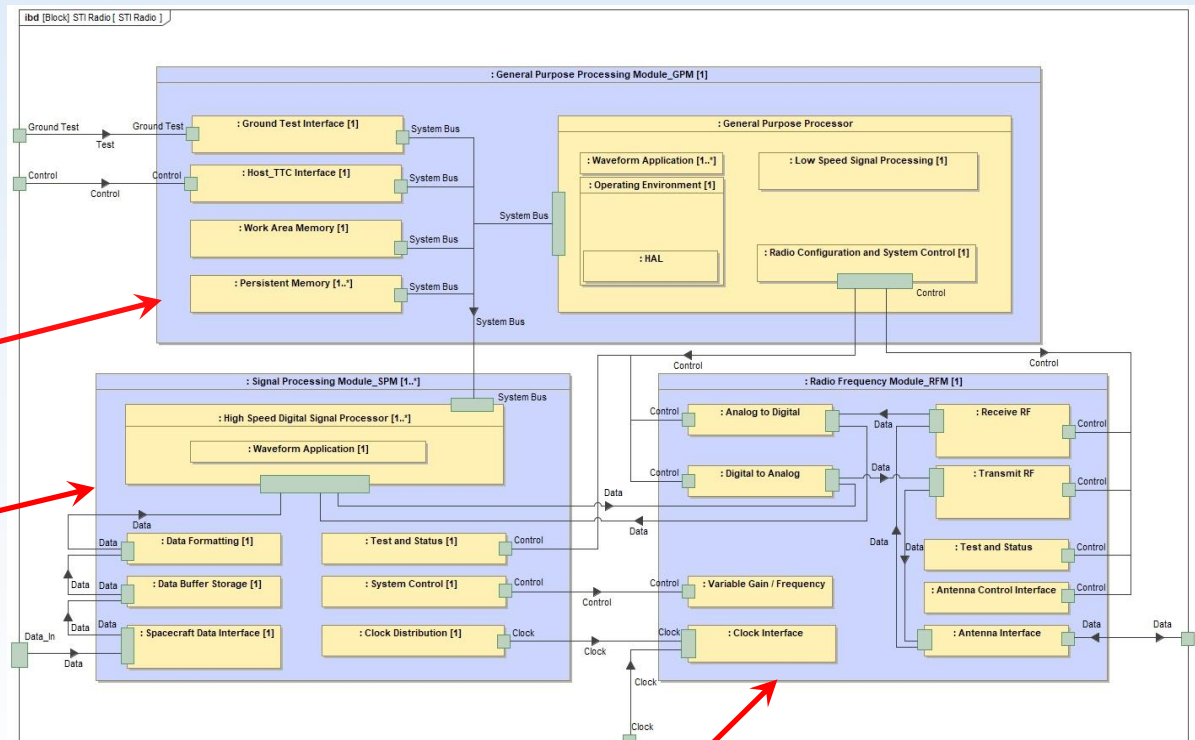 ibd [Block] STI Radio [ STI Radio ]
: General Purpose Processing Module_GPM [1]
Ground Test
Test
Ground Test
: Ground Test Interface [1]
System Bus
Control
Control
Control
: Host_TTC Interface [1]
System Bus
: Work Area Memory [1]
System Bus
: Persistent Memory [1..*]
System Bus
System Bus
System Bus
: General Purpose Processor
: Waveform Application [1..*]
: Low Speed Signal Processing [1]
: Operating Environment [1]
: HAL
: Radio Configuration and System Control [1]
Control
Control
Control
: Signal Processing Module_SPM [1..*]
System Bus
: High Speed Digital Signal Processor [1..*]
: Waveform Application [1]
Data
Data
Data
Data
: Data Formatting [1]
: Test and Status [1]
Control
Data
Data
: Data Buffer Storage [1]
: System Control [1]
Control
Control
Data
Data
Data_In
Data
: Spacecraft Data Interface [1]
: Clock Distribution [1]
Clock
Clock
: Radio Frequency Module_RFM [1]
Control
: Analog to Digital
Data
: Receive RF
Control
Control
: Digital to Analog
Data
: Transmit RF
Control
Data
Data
: Test and Status
Control
Control
: Variable Gain / Frequency
: Antenna Control Interface
Control
Clock
: Clock Interface
: Antenna Interface
Data
Data
Clock
Clock